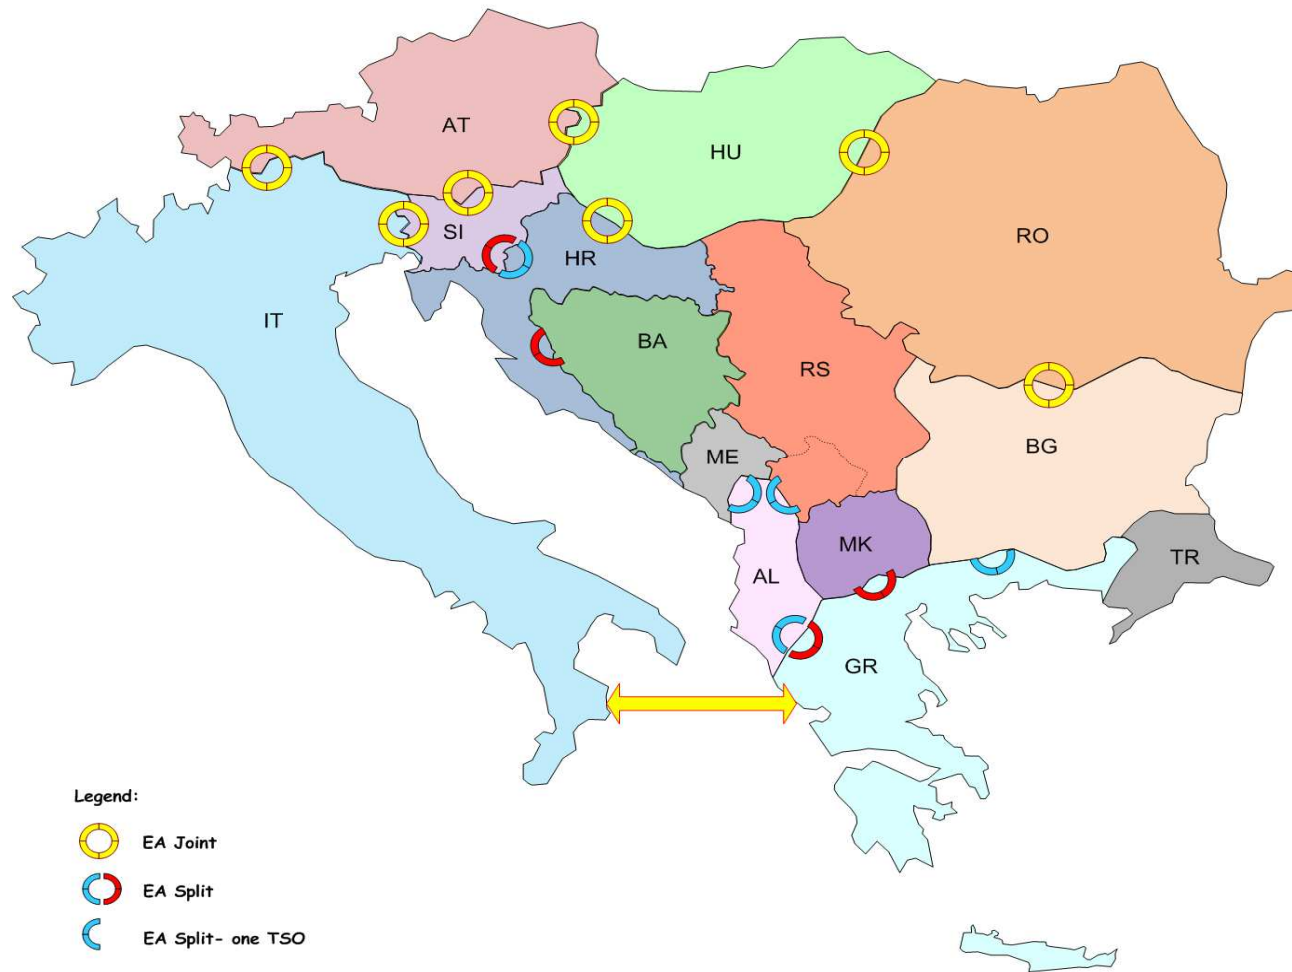 AT
HU
RO
SI
HR
IT
BA
RS
BG
ME
MK
TR
AL
GR
Legend:
EA Joint
EA Split
EA Split- one TSO